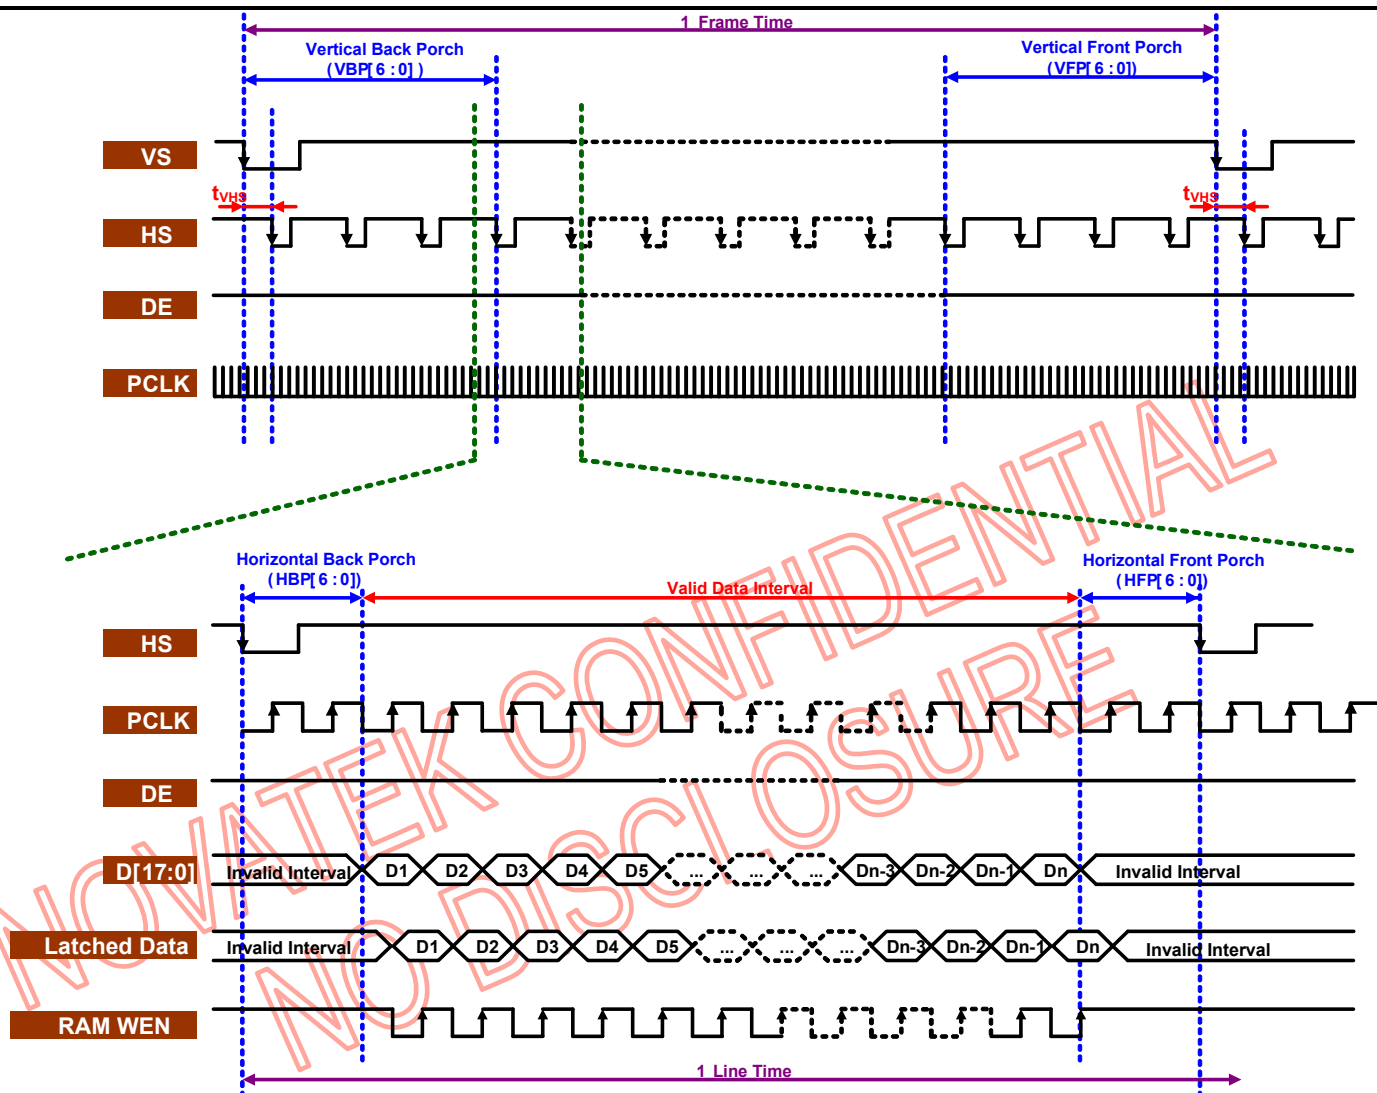 1 Frame Time
Vertical Back Porch
(VBP[ 6 : 0] )
Vertical Front Porch
(VFP[ 6 : 0])
VS
tVHS
tVHS
HS
DE
PCLK
Horizontal Back Porch
(HBP[ 6 : 0])
Valid Data Interval
Horizontal Front Porch
(HFP[ 6 : 0])
HS
PCLK
DE
D[17:0] Invalid Interval D1 D2 D3 D4 D5 ... ... ... Dn-3 Dn-2 Dn-1 Dn Invalid Interval
Latched Data Invalid Interval D1 D2 D3 D4 D5 ... ... ... Dn-3 Dn-2 Dn-1 Dn Invalid Interval
RAM WEN
1 Line Time
NOVATEK CONFIDENTIAL
NO DISCLOSURE